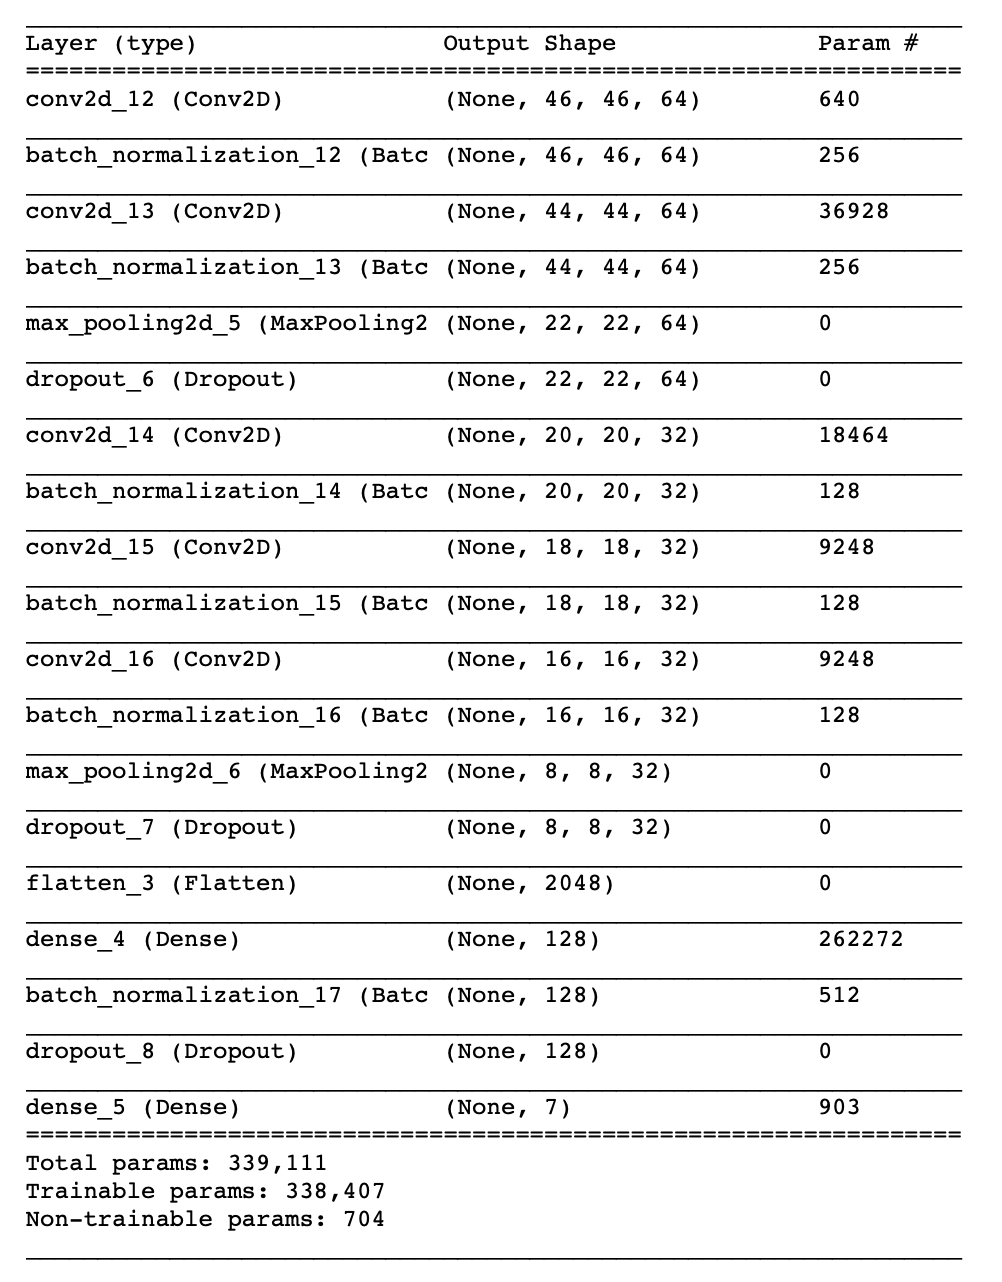 Layer (type) Output Shape Param #
=================================================================
conv2d_12 (Conv2D) (None, 46, 46, 64) 640
batch_normalization_12 (Batc (None, 46, 46, 64) 256
conv2d_13 (Conv2D) (None, 44, 44, 64) 36928
batch_normalization_13 (Batc (None, 44, 44, 64) 256
max_pooling2d_5 (MaxPooling2 (None, 22, 22, 64) 0
dropout_6 (Dropout) (None, 22, 22, 64) 0
conv2d_14 (Conv2D) (None, 20, 20, 32) 18464
batch_normalization_14 (Batc (None, 20, 20, 32) 128
conv2d_15 (Conv2D) (None, 18, 18, 32) 9248
batch_normalization_15 (Batc (None, 18, 18, 32) 128
conv2d_16 (Conv2D) (None, 16, 16, 32) 9248
batch_normalization_16 (Batc (None, 16, 16, 32) 128
max_pooling2d_6 (MaxPooling2 (None, 8, 8, 32) 0
dropout_7 (Dropout) (None, 8, 8, 32) 0
flatten_3 (Flatten) (None, 2048) 0
dense_4 (Dense) (None, 128) 262272
batch_normalization_17 (Batc (None, 128) 512
dropout_8 (Dropout) (None, 128) 0
dense_5 (Dense) (None, 7) 903
=================================================================
Total params: 339,111
Trainable params: 338,407
Non-trainable params: 704